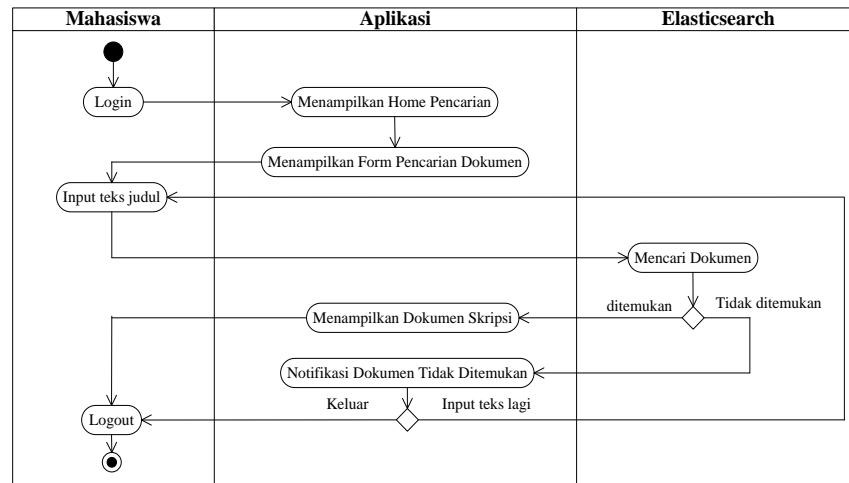 Mahasiswa
Aplikasi
Elasticsearch
Login
Menampilkan Home Pencarian
Menampilkan Form Pencarian Dokumen
Input teks judul
Mencari Dokumen
ditemukan
Tidak ditemukan
Menampilkan Dokumen Skripsi
Notifikasi Dokumen Tidak Ditemukan
Keluar
Input teks lagi
Logout